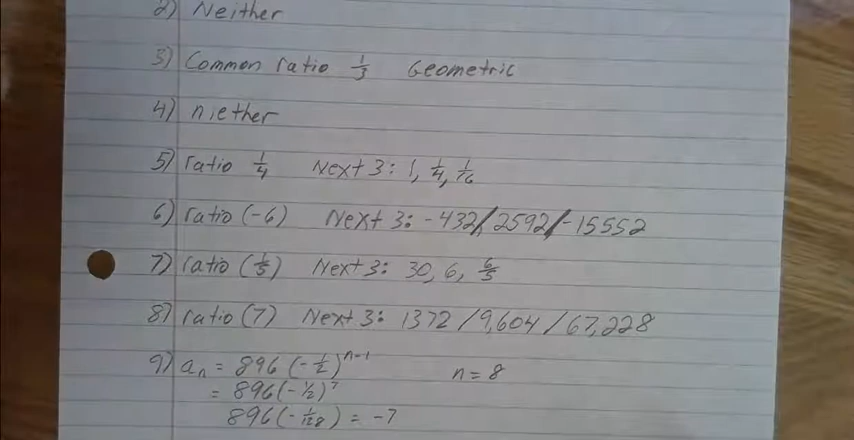 2) Neither
3) Common ratio 1/3 Geometric
4) niether
5) ratio 1/4 Next 3: 1, 1/4, 1/16
6) ratio (-6) Next 3: -432/2592/-15552
7) ratio (1/5) Next 3: 30, 6, 6/5
8) ratio (7) Next 3: 1372 / 9,604 / 67,228
9) aₙ = 896 (-1/2)ⁿ⁻¹ n = 8
= 896(-1/2)⁷
896(-1/128) = -7